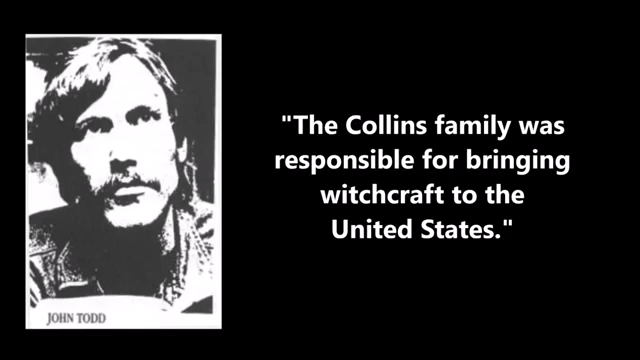 "The Collins family was
responsible for bringing
witchcraft to the
United States."
JOHN TODD